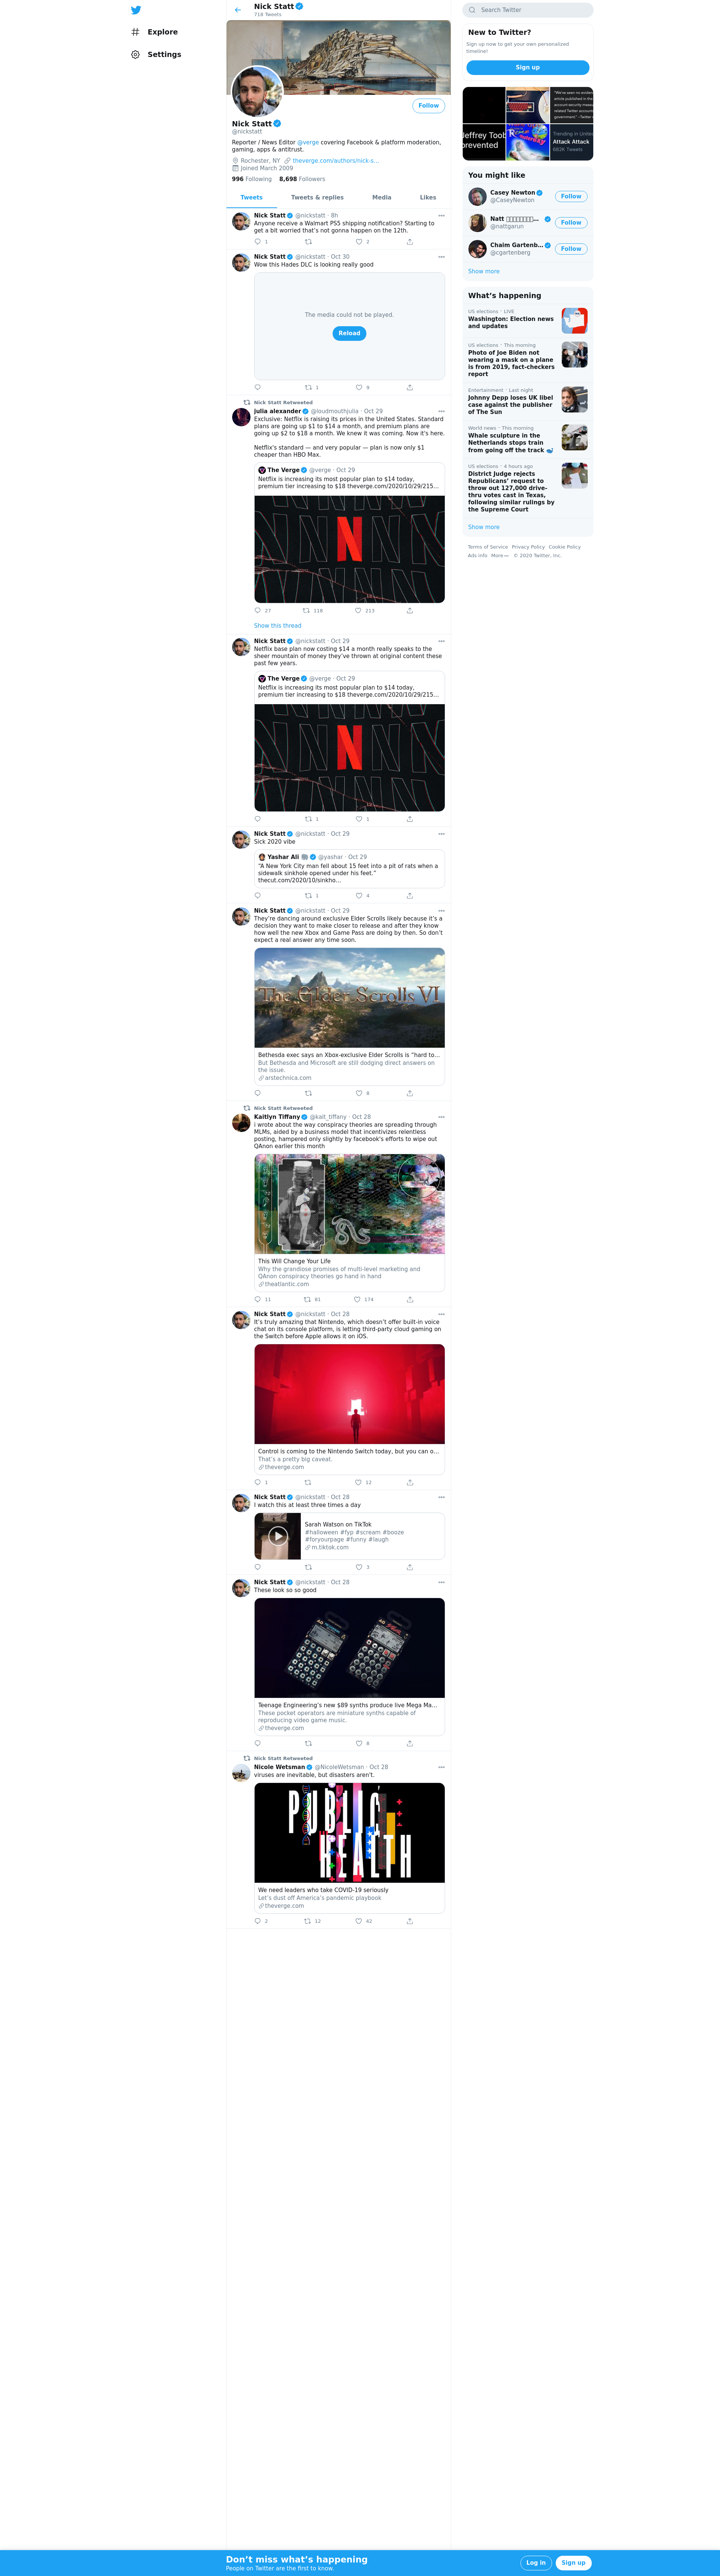 Explore
Settings
Nick Statt
718 Tweets
Follow
Nick Statt
@nickstatt
Reporter / News Editor @verge covering Facebook & platform moderation,
gaming, apps & antitrust.
Rochester, NY theverge.com/authors/nick-s…
Joined March 2009
996 Following 8,698 Followers
Tweets Tweets & replies Media Likes
Nick Statt @nickstatt · 8h
Anyone receive a Walmart PS5 shipping notification? Starting to
get a bit worried that’s not gonna happen on the 12th.
1 2
Nick Statt @nickstatt · Oct 30
Wow this Hades DLC is looking really good
The media could not be played.
Reload
1 9
Nick Statt Retweeted
julia alexander @loudmouthjulia · Oct 29
Exclusive: Netflix is raising its prices in the United States. Standard
plans are going up $1 to $14 a month, and premium plans are
going up $2 to $18 a month. We knew it was coming. Now it's here.
Netflix's standard — and very popular — plan is now only $1
cheaper than HBO Max.
The Verge @verge · Oct 29
Netflix is increasing its most popular plan to $14 today,
premium tier increasing to $18 theverge.com/2020/10/29/215…
27 118 213
Show this thread
Nick Statt @nickstatt · Oct 29
Netflix base plan now costing $14 a month really speaks to the
sheer mountain of money they’ve thrown at original content these
past few years.
The Verge @verge · Oct 29
Netflix is increasing its most popular plan to $14 today,
premium tier increasing to $18 theverge.com/2020/10/29/215…
1 1
Nick Statt @nickstatt · Oct 29
Sick 2020 vibe
Yashar Ali 🐘 @yashar · Oct 29
“A New York City man fell about 15 feet into a pit of rats when a
sidewalk sinkhole opened under his feet.”
thecut.com/2020/10/sinkho…
1 4
Nick Statt @nickstatt · Oct 29
They’re dancing around exclusive Elder Scrolls likely because it’s a
decision they want to make closer to release and after they know
how well the new Xbox and Game Pass are doing by then. So don’t
expect a real answer any time soon.
The Elder Scrolls VI
Bethesda exec says an Xbox-exclusive Elder Scrolls is “hard to…
But Bethesda and Microsoft are still dodging direct answers on
the issue.
arstechnica.com
8
Nick Statt Retweeted
Kaitlyn Tiffany @kait_tiffany · Oct 28
i wrote about the way conspiracy theories are spreading through
MLMs, aided by a business model that incentivizes relentless
posting, hampered only slightly by facebook's efforts to wipe out
QAnon earlier this month
This Will Change Your Life
Why the grandiose promises of multi-level marketing and
QAnon conspiracy theories go hand in hand
theatlantic.com
11 81 174
Nick Statt @nickstatt · Oct 28
It’s truly amazing that Nintendo, which doesn’t offer built-in voice
chat on its console platform, is letting third-party cloud gaming on
the Switch before Apple allows it on iOS.
Control is coming to the Nintendo Switch today, but you can o…
That’s a pretty big caveat.
theverge.com
1 12
Nick Statt @nickstatt · Oct 28
I watch this at least three times a day
Sarah Watson on TikTok
#halloween #fyp #scream #booze
#foryourpage #funny #laugh
m.tiktok.com
3
Nick Statt @nickstatt · Oct 28
These look so so good
Teenage Engineering’s new $89 synths produce live Mega Ma…
These pocket operators are miniature synths capable of
reproducing video game music.
theverge.com
8
Nick Statt Retweeted
Nicole Wetsman @NicoleWetsman · Oct 28
viruses are inevitable, but disasters aren't.
PUBLIC
HEALTH
We need leaders who take COVID-19 seriously
Let’s dust off America’s pandemic playbook
theverge.com
2 12 42
Search Twitter
New to Twitter?
Sign up now to get your own personalized
timeline!
Sign up
Trending in United
Attack Attack
683K Tweets
You might like
Casey Newton
@CaseyNewton
Follow
Natt
@nattgarun
Follow
Chaim Gartenb…
@cgartenberg
Follow
Show more
What’s happening
US elections · LIVE
Washington: Election news
and updates
US elections · This morning
Photo of Joe Biden not
wearing a mask on a plane
is from 2019, fact-checkers
report
Entertainment · Last night
Johnny Depp loses UK libel
case against the publisher
of The Sun
World news · This morning
Whale sculpture in the
Netherlands stops train
from going off the track 🐳
US elections · 4 hours ago
District judge rejects
Republicans’ request to
throw out 127,000 drive-
thru votes cast in Texas,
following similar rulings by
the Supreme Court
Show more
Terms of Service Privacy Policy Cookie Policy
Ads info More © 2020 Twitter, Inc.
Don’t miss what’s happening
People on Twitter are the first to know.
Log in Sign up